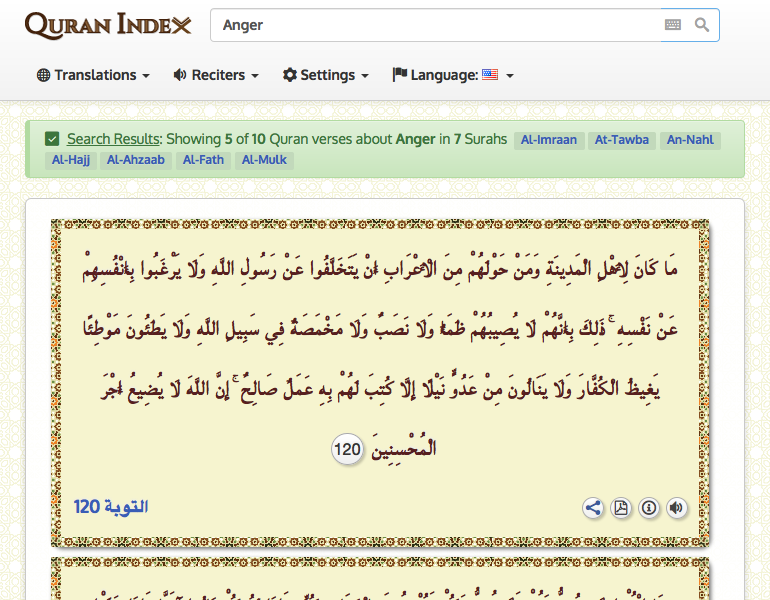 QURAN INDEX
Anger
Translations Reciters Settings Language:
Search Results: Showing 5 of 10 Quran verses about Anger in 7 Surahs Al-Imraan At-Tawba An-Nahl
Al-Hajj Al-Ahzaab Al-Fath Al-Mulk
مَا كَانَ لِأَهْلِ الْمَدِينَةِ وَمَنْ حَوْلَهُمْ مِنَ الْأَعْرَابِ أَنْ يَتَخَلَّفُوا عَنْ رَسُولِ اللَّهِ وَلَا يَرْغَبُوا بِأَنْفُسِهِمْ
عَنْ نَفْسِهِ ۚ ذَٰلِكَ بِأَنَّهُمْ لَا يُصِيبُهُمْ ظَمَأٌ وَلَا نَصَبٌ وَلَا مَخْمَصَةٌ فِي سَبِيلِ اللَّهِ وَلَا يَطَئُونَ مَوْطِئًا
يَغِيظُ الْكُفَّارَ وَلَا يَنَالُونَ مِنْ عَدُوٍّ نَيْلًا إِلَّا كُتِبَ لَهُمْ بِهِ عَمَلٌ صَالِحٌ ۚ إِنَّ اللَّهَ لَا يُضِيعُ أَجْرَ
الْمُحْسِنِينَ 120
التوبة 120